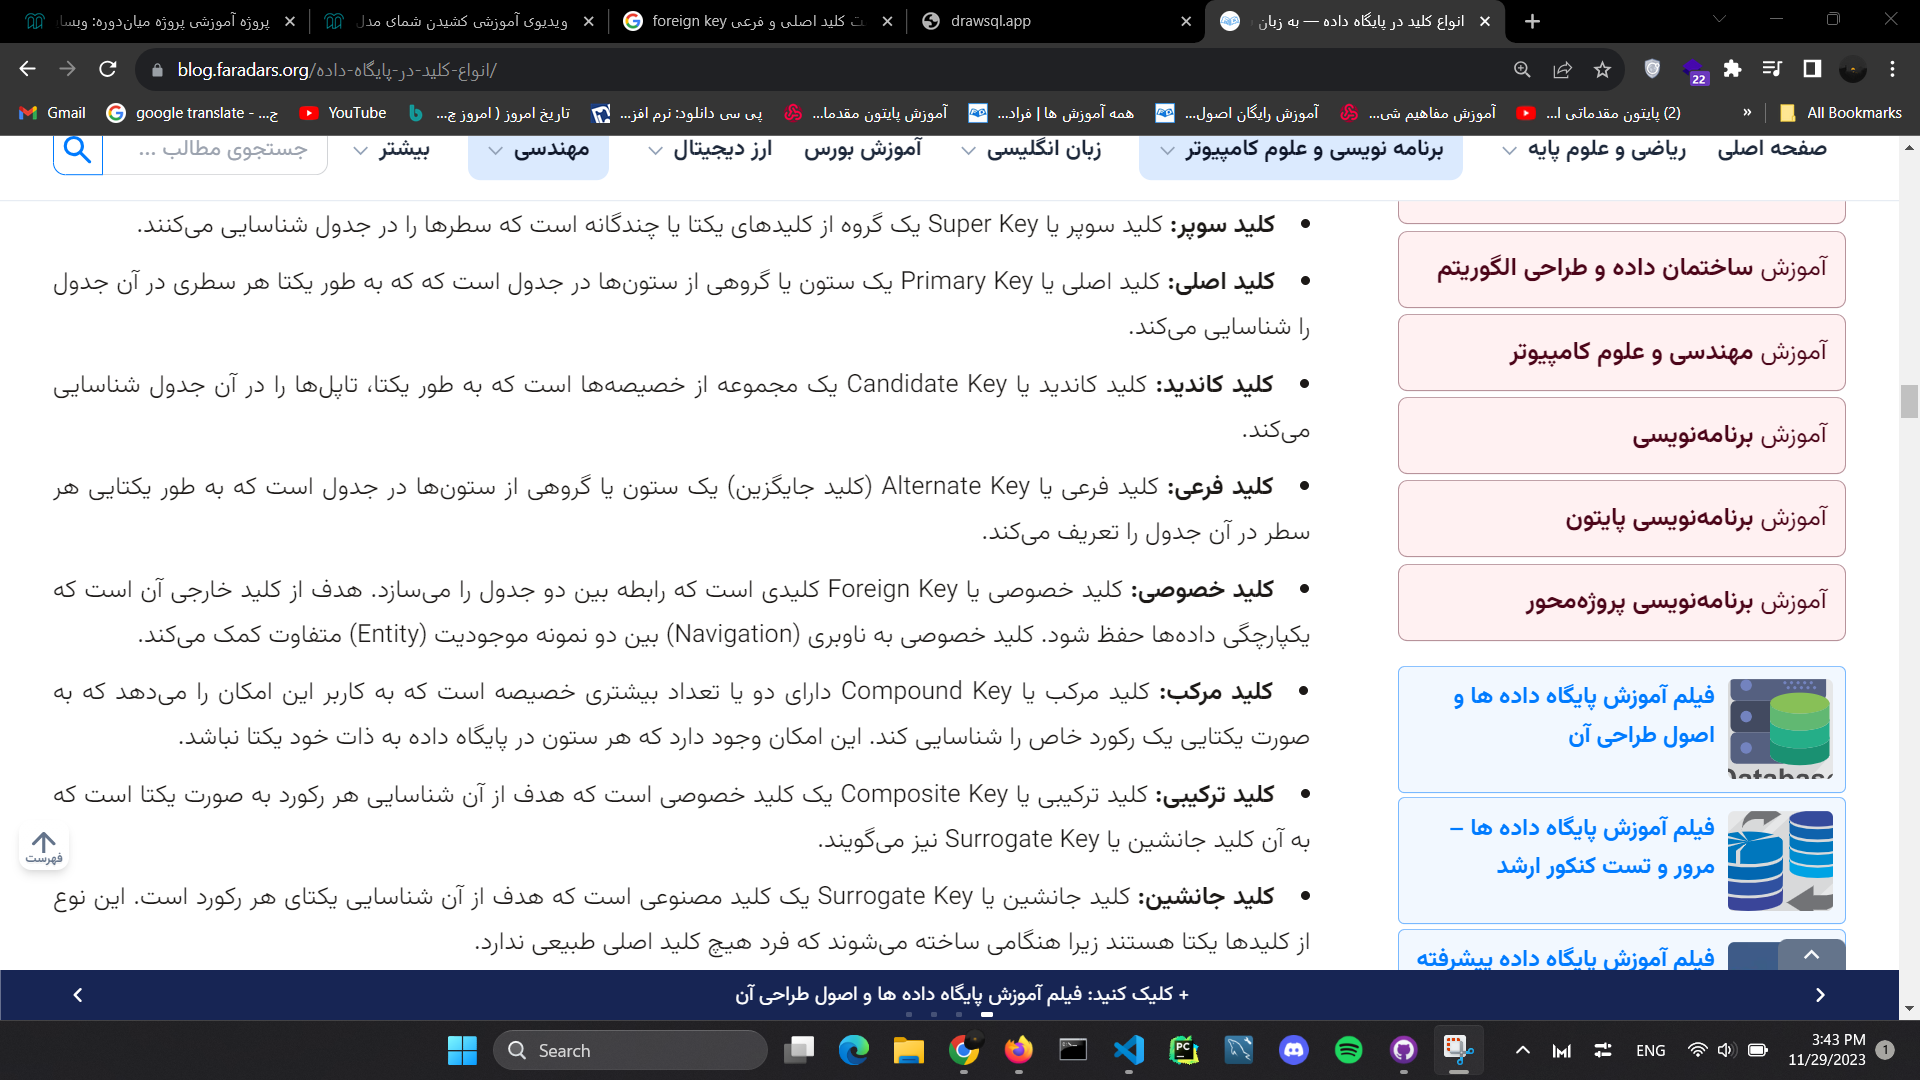 پروژه آموزشی پروژه میان‌دوره: وبسا
ویدیوی آموزشی کشیدن شمای مدل
foreign key ت کلید اصلی و فرعی
drawsql.app
انواع کلید در پایگاه داده — به زبان
blog.faradars.org/انواع-کلید-در-پایگاه-داده/
22
Gmail
google translate - ج...
YouTube
تاریخ امروز ( امروز چ...
پی سی دانلود: نرم افز...
آموزش پایتون مقدما...
همه آموزش ها | فراد...
آموزش رایگان اصول...
آموزش مفاهیم شی...
(2) پایتون مقدماتی ا...
»
All Bookmarks
صفحه اصلی
ریاضی و علوم پایه
برنامه نویسی و علوم کامپیوتر
زبان انگلیسی
آموزش بورس
ارز دیجیتال
مهندسی
بیشتر
جستجوی مطالب ...
کلید سوپر: کلید سوپر یا Super Key یک گروه از کلیدهای یکتا یا چندگانه است که سطرها را در جدول شناسایی می‌کنند.
کلید اصلی: کلید اصلی یا Primary Key یک ستون یا گروهی از ستون‌ها در جدول است که که به طور یکتا هر سطری در آن جدول
را شناسایی می‌کند.
کلید کاندید: کلید کاندید یا Candidate Key یک مجموعه از خصیصه‌ها است که به طور یکتا، تاپل‌ها را در آن جدول شناسایی
می‌کند.
کلید فرعی: کلید فرعی یا Alternate Key (کلید جایگزین) یک ستون یا گروهی از ستون‌ها در جدول است که به طور یکتایی هر
سطر در آن جدول را تعریف می‌کند.
کلید خصوصی: کلید خصوصی یا Foreign Key کلیدی است که رابطه بین دو جدول را می‌سازد. هدف از کلید خارجی آن است که
یکپارچگی داده‌ها حفظ شود. کلید خصوصی به ناوبری (Navigation) بین دو نمونه موجودیت (Entity) متفاوت کمک می‌کند.
کلید مرکب: کلید مرکب یا Compound Key دارای دو یا تعداد بیشتری خصیصه است که به کاربر این امکان را می‌دهد که به
صورت یکتایی یک رکورد خاص را شناسایی کند. این امکان وجود دارد که هر ستون در پایگاه داده به ذات خود یکتا نباشد.
کلید ترکیبی: کلید ترکیبی یا Composite Key یک کلید خصوصی است که هدف از آن شناسایی هر رکورد به صورت یکتا است که
به آن کلید جانشین یا Surrogate Key نیز می‌گویند.
کلید جانشین: کلید جانشین یا Surrogate Key یک کلید مصنوعی است که هدف از آن شناسایی یکتای هر رکورد است. این نوع
از کلیدها یکتا هستند زیرا هنگامی ساخته می‌شوند که فرد هیچ کلید اصلی طبیعی ندارد.
آموزش ساختمان داده و طراحی الگوریتم
آموزش مهندسی و علوم کامپیوتر
آموزش برنامه‌نویسی
آموزش برنامه‌نویسی پایتون
آموزش برنامه‌نویسی پروژه‌محور
فیلم آموزش پایگاه داده ها و
اصول طراحی آن
Database
فیلم آموزش پایگاه داده ها –
مرور و تست کنکور ارشد
فیلم آموزش پایگاه داده پیشرفته
فهرست
+ کلیک کنید: فیلم آموزش پایگاه داده ها و اصول طراحی آن
Search
PC
ENG
3:43 PM
11/29/2023
1